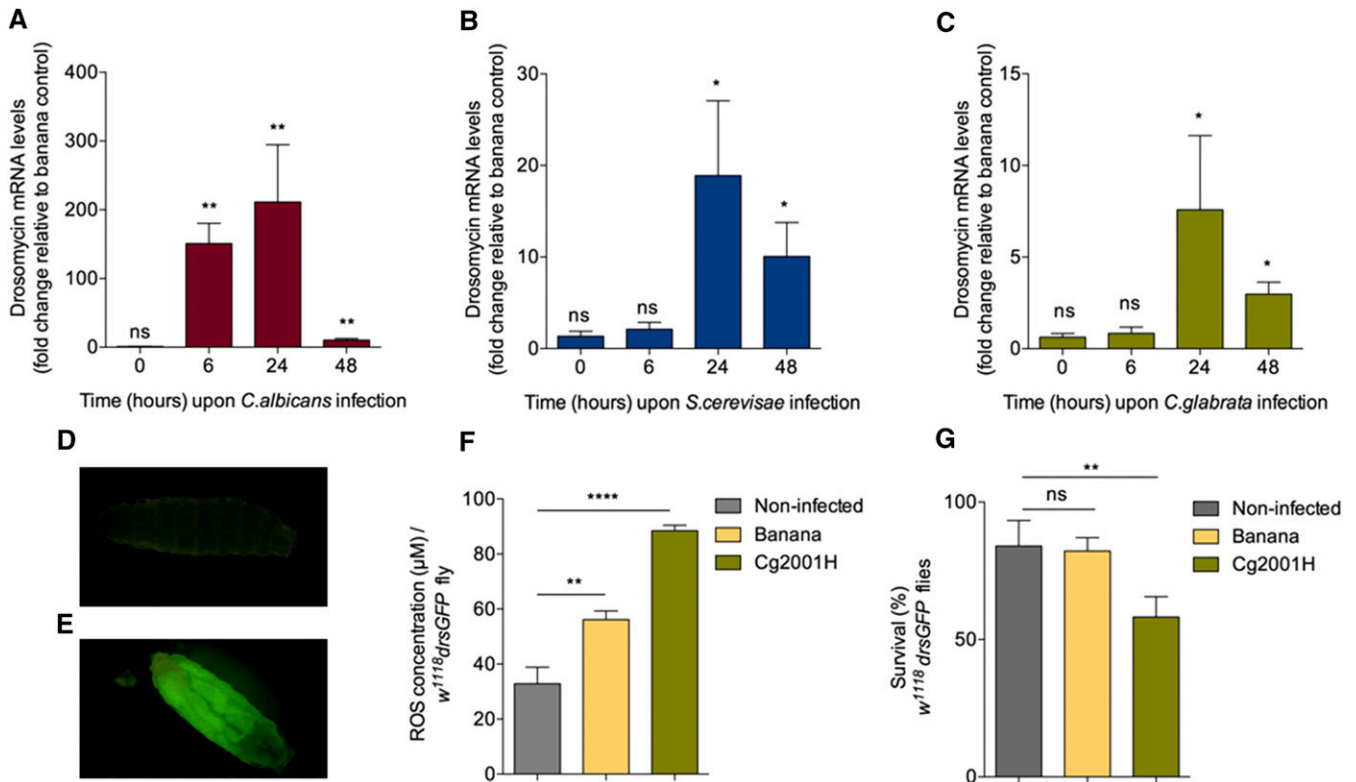 A
Drosomycin mRNA levels
(fold change relative to banana control)
400
300
200
100
0
ns
**
**
**
0 6 24 48
Time (hours) upon C.albicans infection
B
Drosomycin mRNA levels
(fold change relative to banana control)
30
20
10
0
ns
ns
*
*
0 6 24 48
Time (hours) upon S.cerevisae infection
C
Drosomycin mRNA levels
(fold change relative to banana control)
15
10
5
0
ns
ns
*
*
0 6 24 48
Time (hours) upon C.glabrata infection
D
E
F
ROS concentration (µM) /
w1118drsGFP fly
100
80
60
40
20
0
****
**
Non-infected
Banana
Cg2001H
G
Survival (%)
w1118 drsGFP flies
100
50
0
**
ns
Non-infected
Banana
Cg2001H